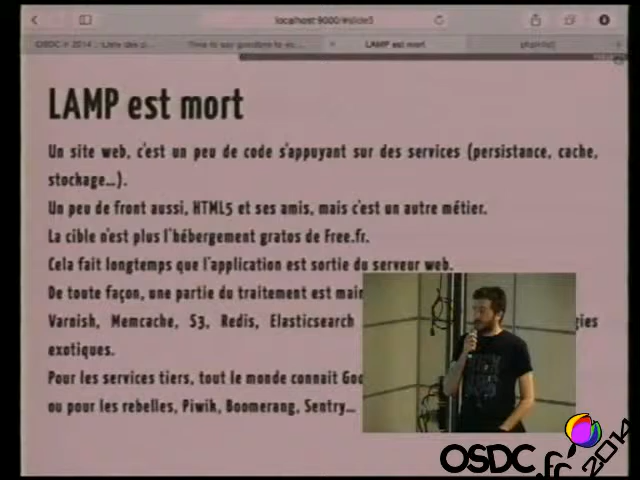 localhost:9000/#slide5
OSDC.fr 2014
LAMP est mort
LAMP est mort
Un site web, c'est un peu de code s'appuyant sur des services (persistance, cache,
stockage...).
Un peu de front aussi, HTML5 et ses amis, mais c'est un autre métier.
La cible n'est plus l'hébergement gratos de Free.fr.
Cela fait longtemps que l'application est sortie du serveur web.
De toute façon, une partie du traitement est
Varnish, Memcache, S3, Redis, Elasticsearch
exotiques.
Pour les services tiers, tout le monde connait
ou pour les rebelles, Piwik, Boomerang, Sentry...
OSDC.fr 2014